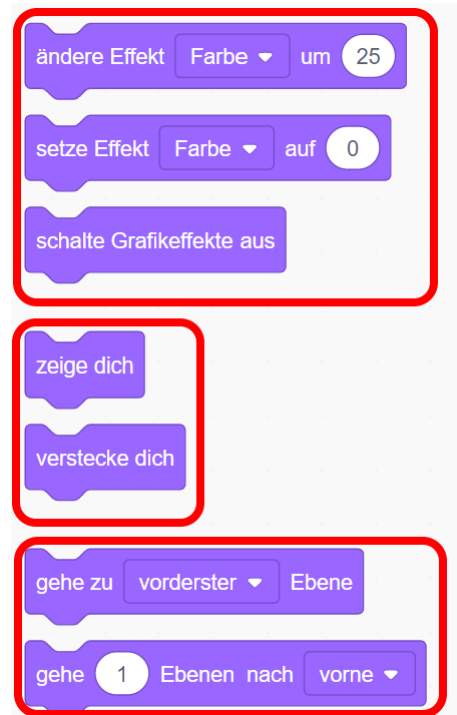 ändere Effekt Farbe um 25
setze Effekt Farbe auf 0
schalte Grafikeffekte aus
zeige dich
verstecke dich
gehe zu vorderster Ebene
gehe 1 Ebenen nach vorne